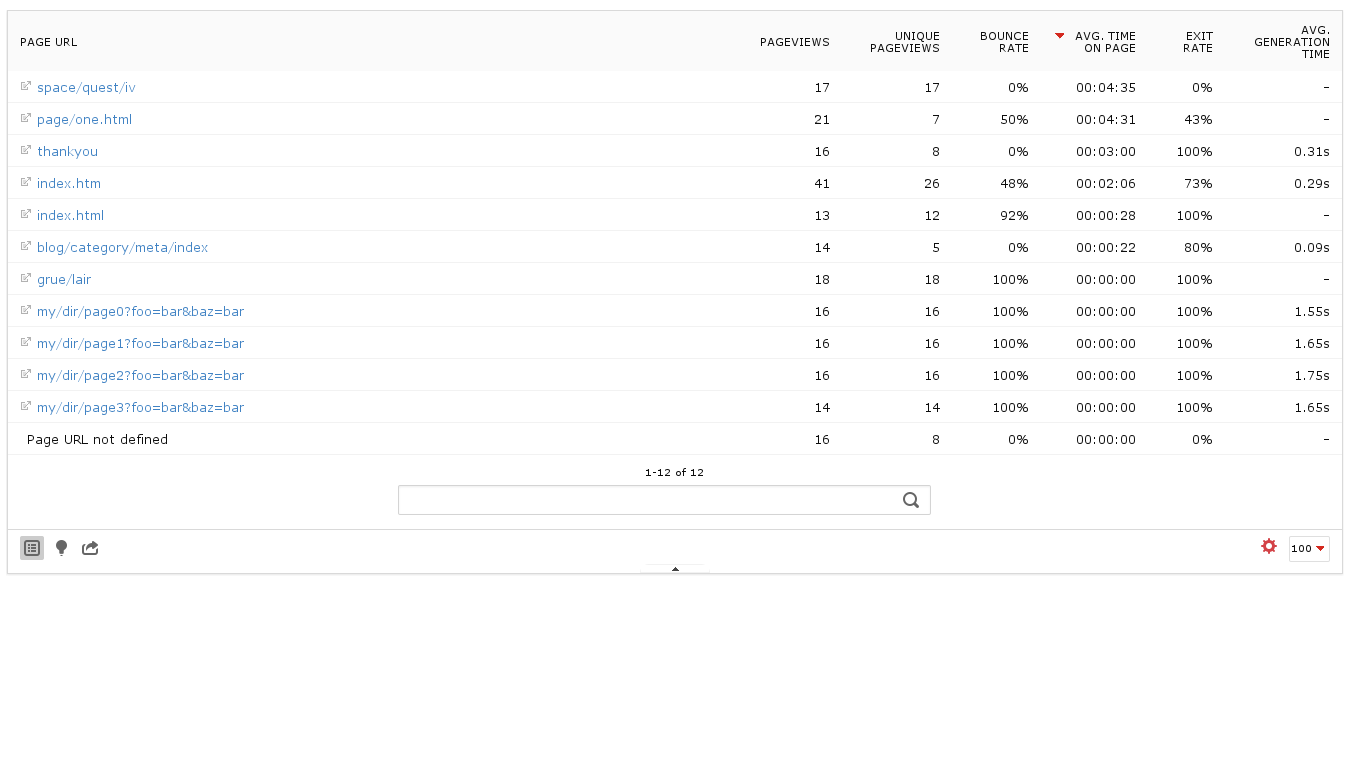 PAGE URL PAGEVIEWS UNIQUE PAGEVIEWS BOUNCE RATE AVG. TIME ON PAGE EXIT RATE AVG. GENERATION TIME
space/quest/iv 17 17 0% 00:04:35 0% -
page/one.html 21 7 50% 00:04:31 43% -
thankyou 16 8 0% 00:03:00 100% 0.31s
index.htm 41 26 48% 00:02:06 73% 0.29s
index.html 13 12 92% 00:00:28 100% -
blog/category/meta/index 14 5 0% 00:00:22 80% 0.09s
grue/lair 18 18 100% 00:00:00 100% -
my/dir/page0?foo=bar&baz=bar 16 16 100% 00:00:00 100% 1.55s
my/dir/page1?foo=bar&baz=bar 16 16 100% 00:00:00 100% 1.65s
my/dir/page2?foo=bar&baz=bar 16 16 100% 00:00:00 100% 1.75s
my/dir/page3?foo=bar&baz=bar 14 14 100% 00:00:00 100% 1.65s
Page URL not defined 16 8 0% 00:00:00 0% -
1-12 of 12
100